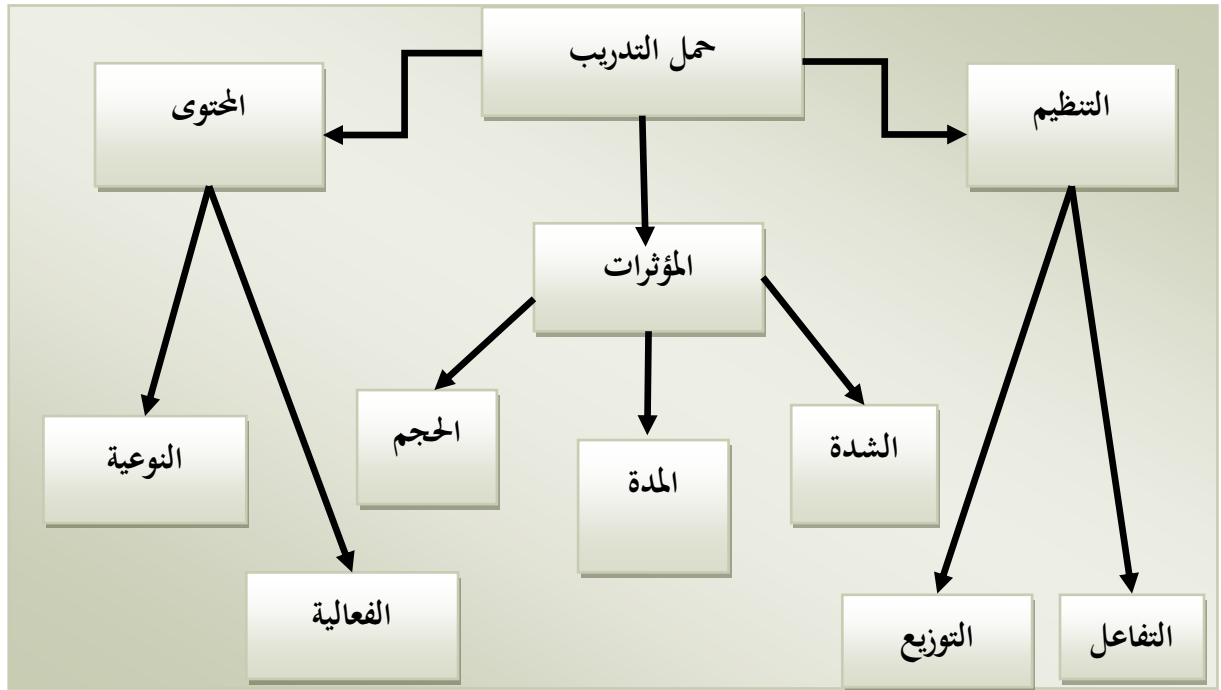 حمل التدريب
التنظيم
المحتوى
المؤثرات
الشدة
المدة
الحجم
النوعية
الفعالية
التفاعل
التوزيع